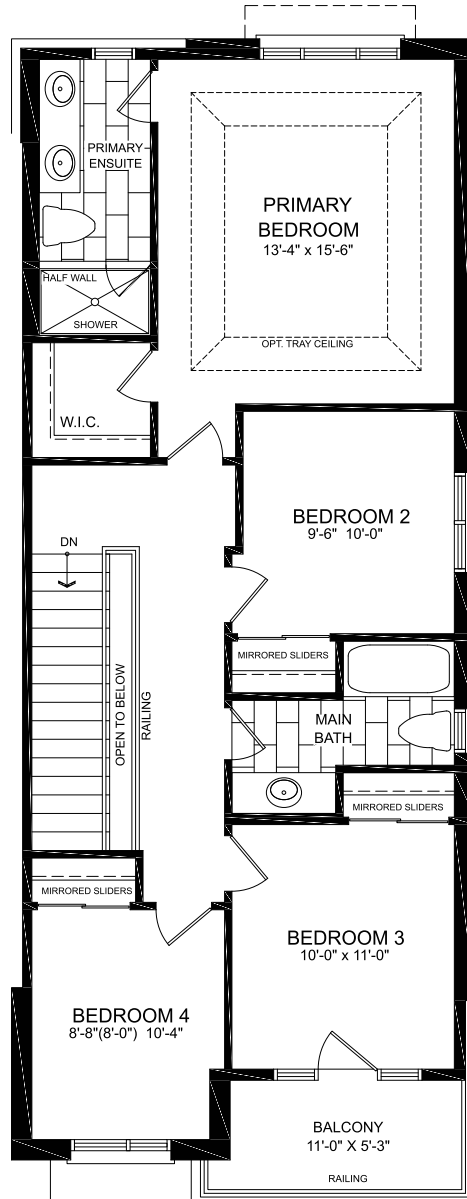 PRIMARY
ENSUITE
PRIMARY
BEDROOM
13'-4" x 15'-6"
HALF WALL
SHOWER
OPT. TRAY CEILING
W.I.C.
BEDROOM 2
9'-6" 10'-0"
DN
MIRRORED SLIDERS
OPEN TO BELOW
RAILING
MAIN
BATH
MIRRORED SLIDERS
MIRRORED SLIDERS
BEDROOM 3
10'-0" x 11'-0"
BEDROOM 4
8'-8"(8'-0") 10'-4"
BALCONY
11'-0" X 5'-3"
RAILING